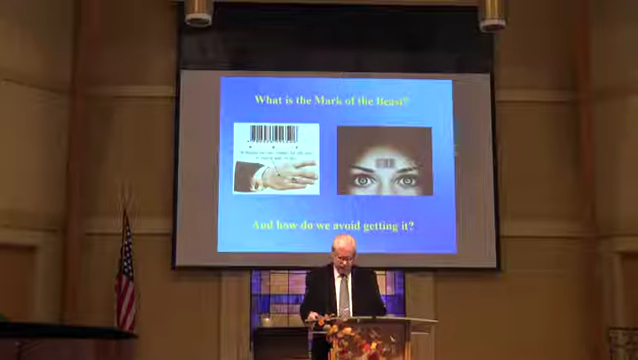 What is the Mark of the Beast?
And how do we avoid getting it?